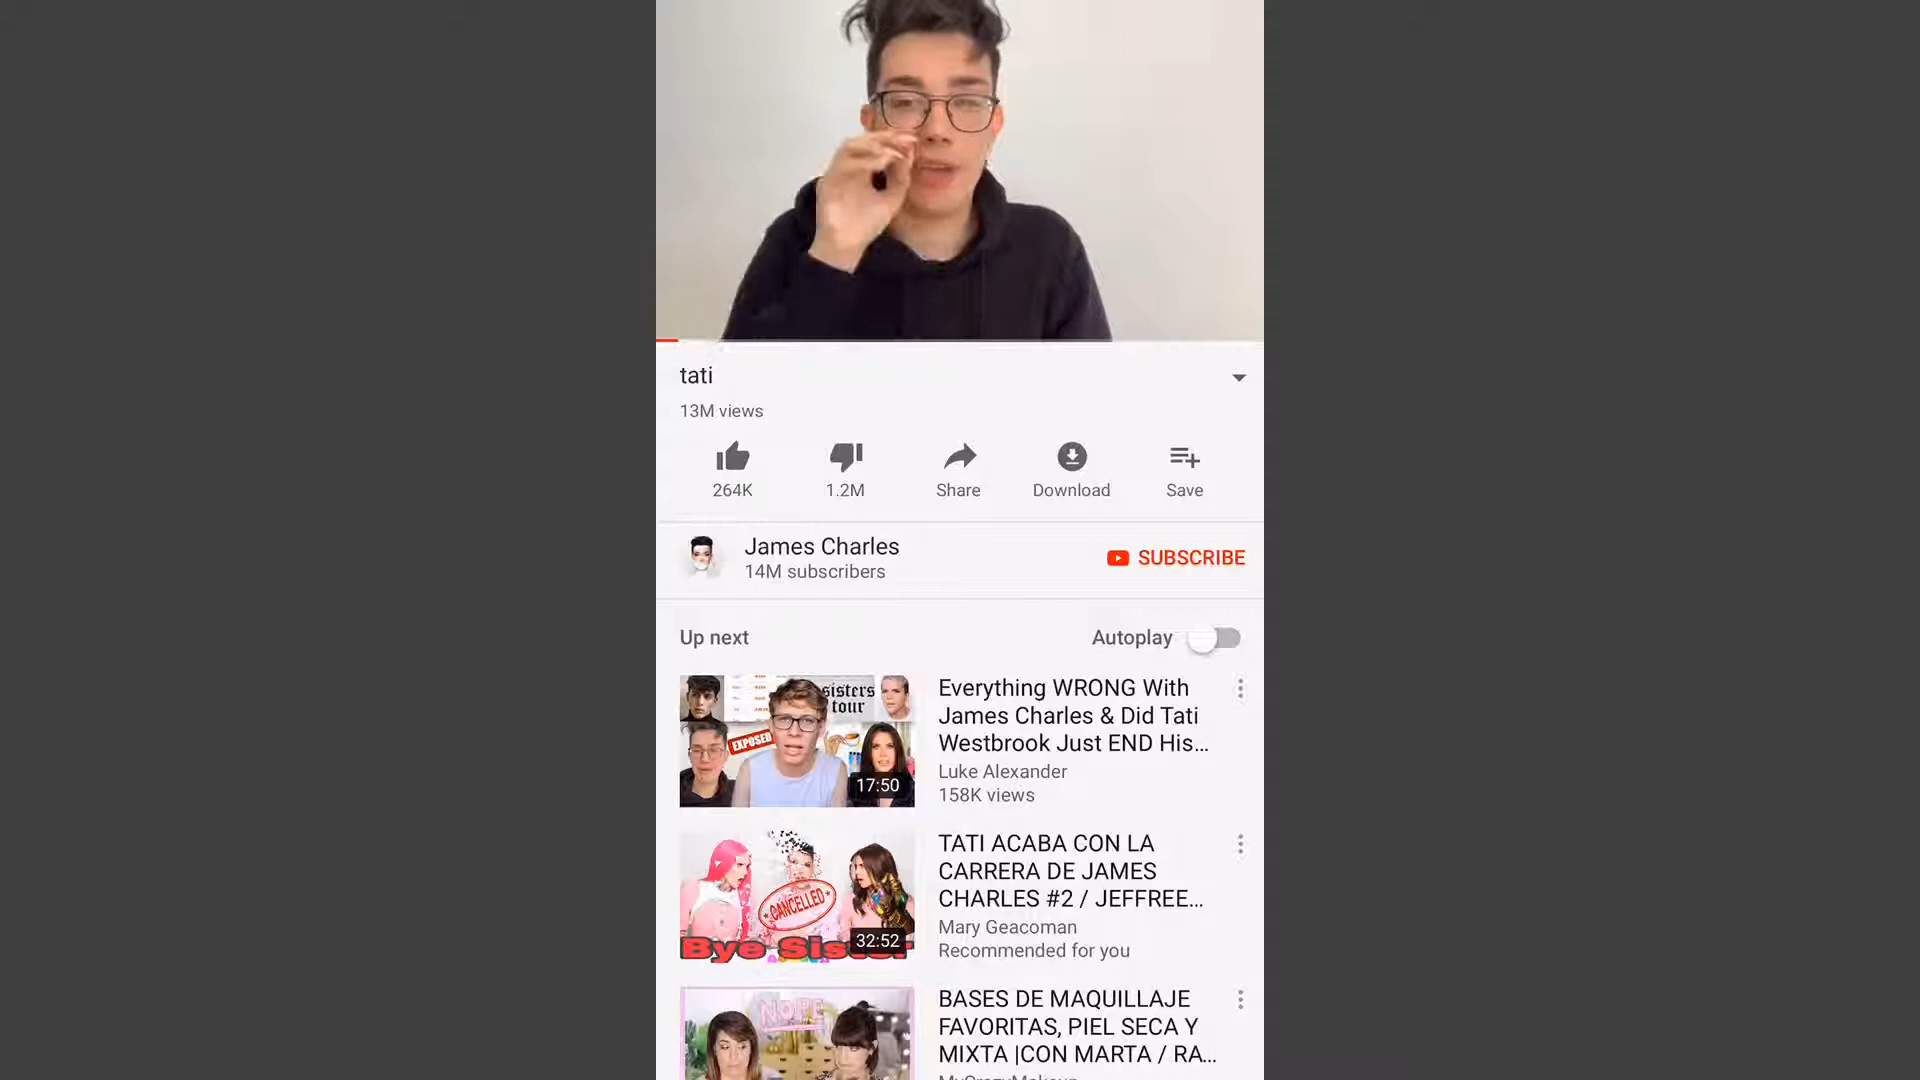 tati
13M views
264K
1.2M
Share
Download
Save
James Charles
14M subscribers
SUBSCRIBE
Up next
Autoplay
sisters
tour
EXPOSED
17:50
Everything WRONG With
James Charles & Did Tati
Westbrook Just END His...
Luke Alexander
158K views
CANCELLED
Bye Sister
32:52
TATI ACABA CON LA
CARRERA DE JAMES
CHARLES #2 / JEFFREE...
Mary Geacoman
Recommended for you
NOPE
BASES DE MAQUILLAJE
FAVORITAS, PIEL SECA Y
MIXTA |CON MARTA / RA...